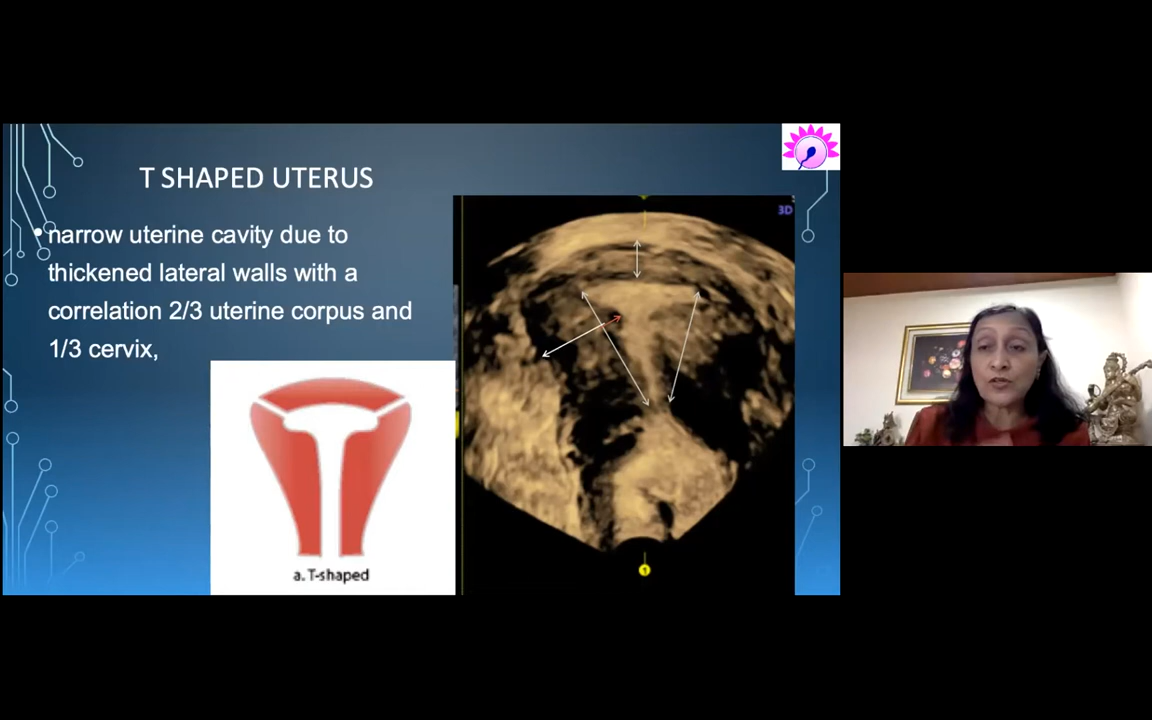 T SHAPED UTERUS
narrow uterine cavity due to
thickened lateral walls with a
correlation 2/3 uterine corpus and
1/3 cervix,
a. T-shaped
3D
1